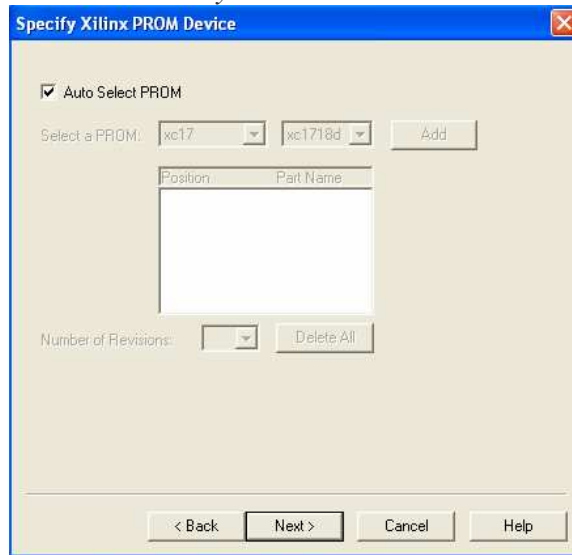 Specify Xilinx PROM Device
Auto Select PROM
Select a PROM: xc17 xc1718d Add
Position Part Name
Number of Revisions: Delete All
< Back Next > Cancel Help